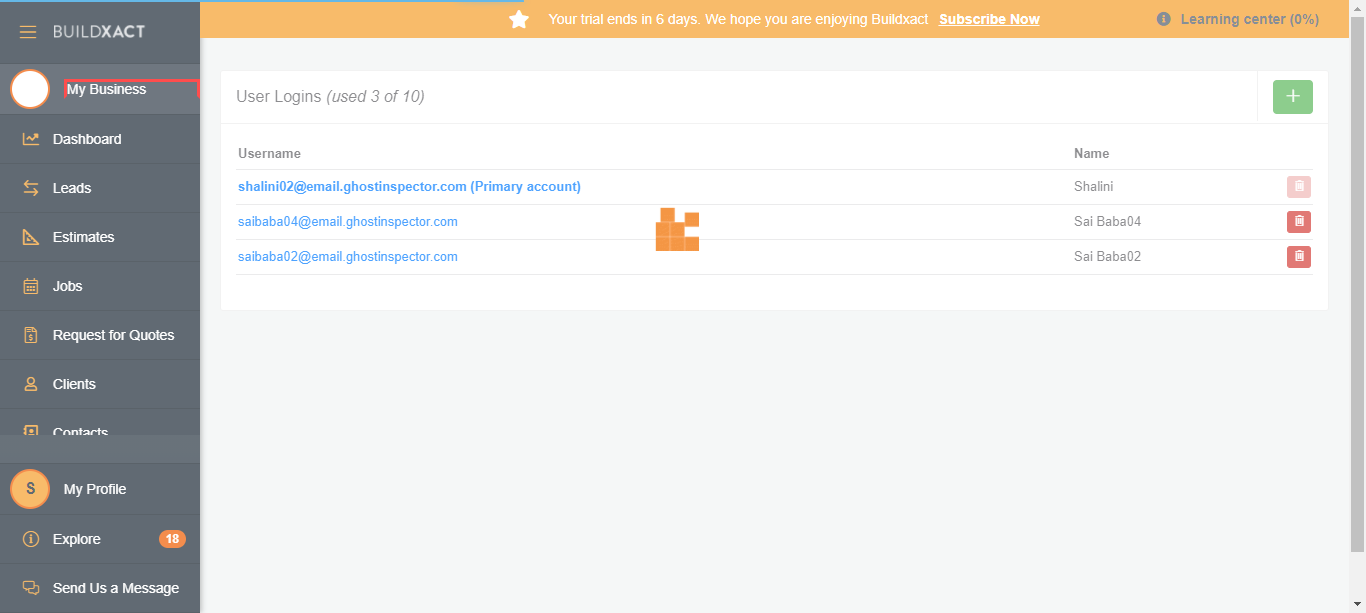 BUILDXACT
Your trial ends in 6 days. We hope you are enjoying Buildxact Subscribe Now
Learning center (0%)
My Business
Dashboard
Leads
Estimates
Jobs
Request for Quotes
Clients
Contacts
S My Profile
Explore 18
Send Us a Message
User Logins (used 3 of 10)
Username Name
shalini02@email.ghostinspector.com (Primary account) Shalini
saibaba04@email.ghostinspector.com Sai Baba04
saibaba02@email.ghostinspector.com Sai Baba02